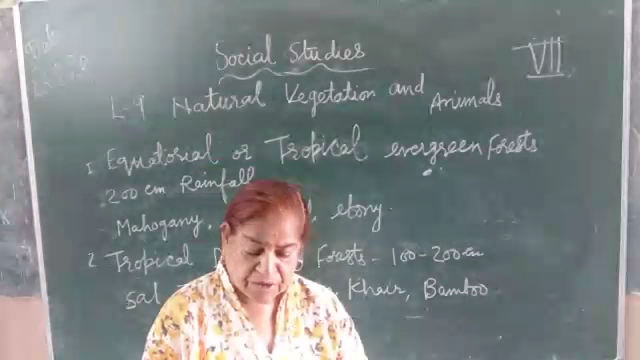 Social Studies
VII
L-9 Natural Vegetation and Animals
1. Equatorial or Tropical evergreen Forests
200 cm Rainfall
Mahogany, ebony.
2. Tropical Forests - 100-200 cm
sal Khair, Bamboo